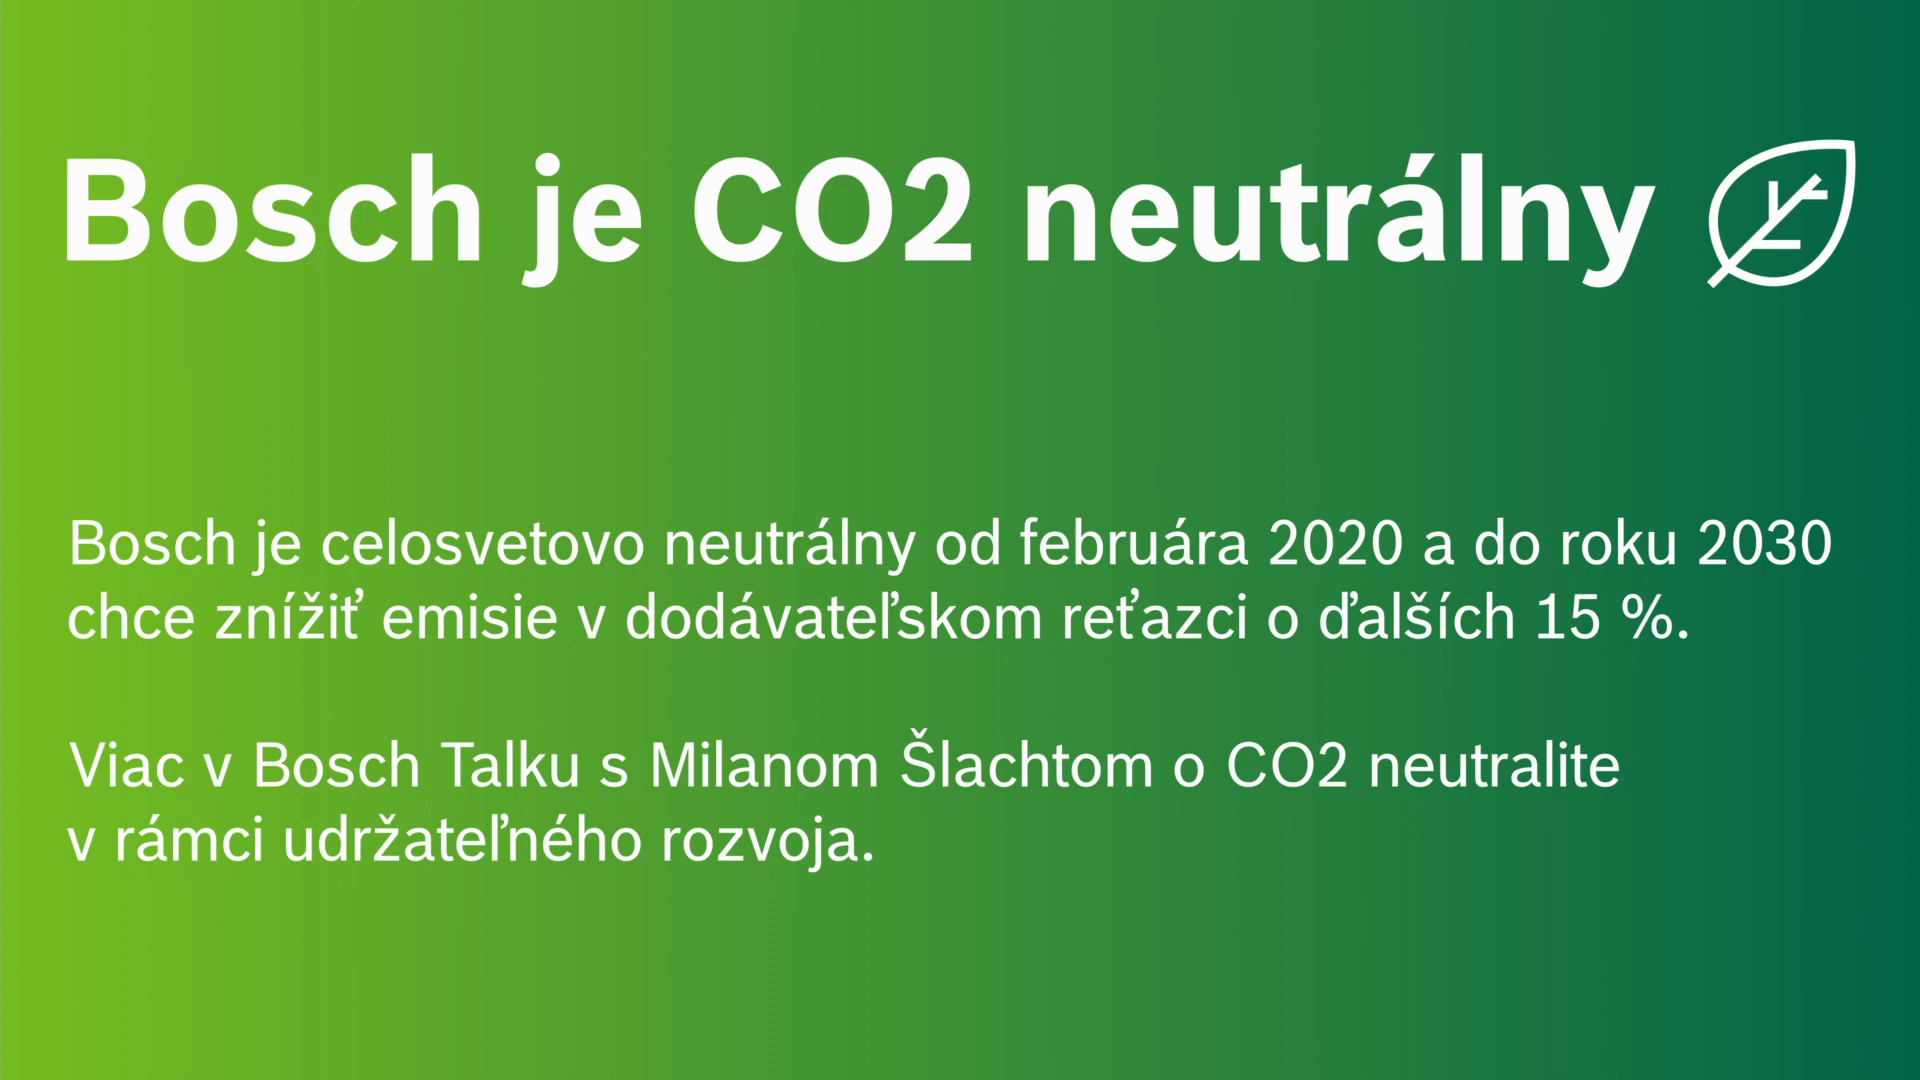 Bosch je CO2 neutrálny
Bosch je celosvetovo neutrálny od februára 2020 a do roku 2030
chce znížiť emisie v dodávateľskom reťazci o ďalších 15 %.
Viac v Bosch Talku s Milanom Šlachtom o CO2 neutralite
v rámci udržateľného rozvoja.